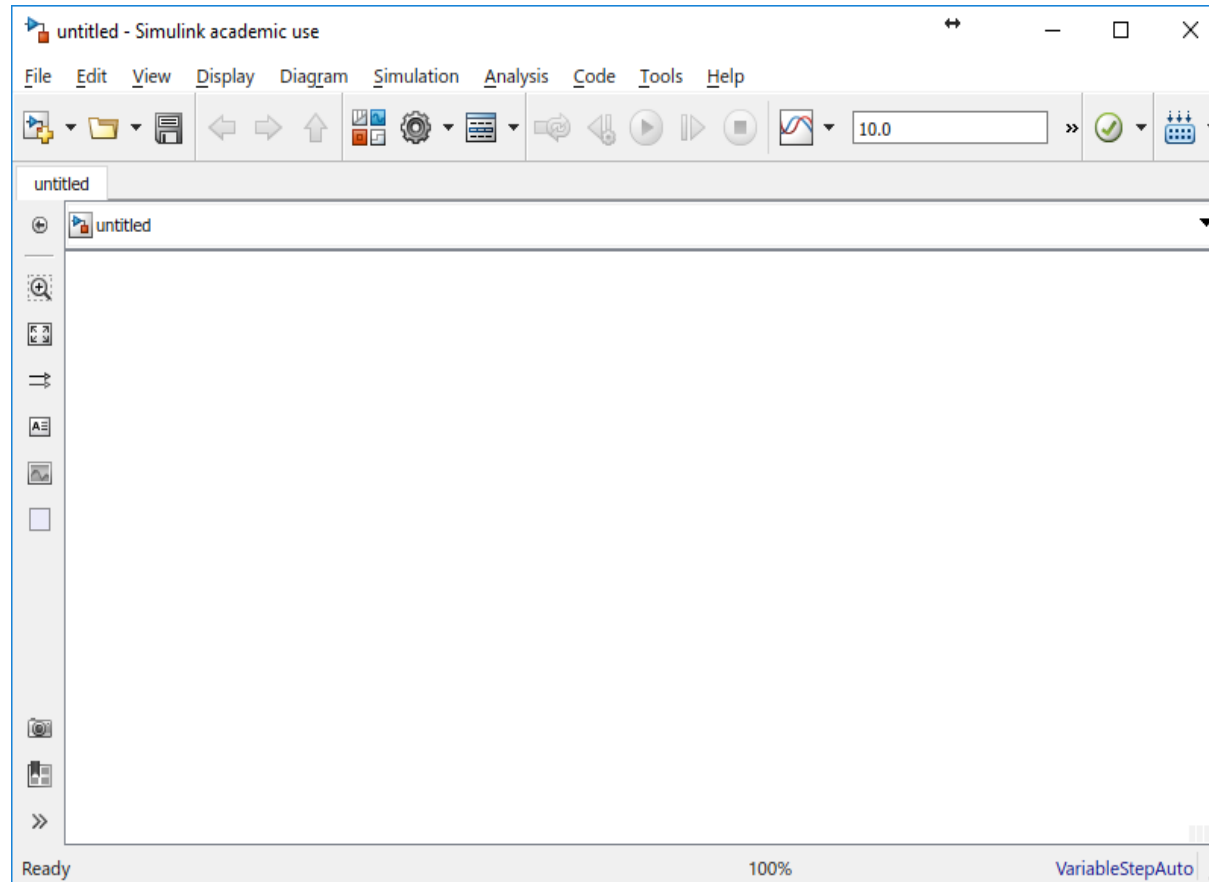 untitled - Simulink academic use
File Edit View Display Diagram Simulation Analysis Code Tools Help
10.0 »
untitled
untitled
Ready 100% VariableStepAuto